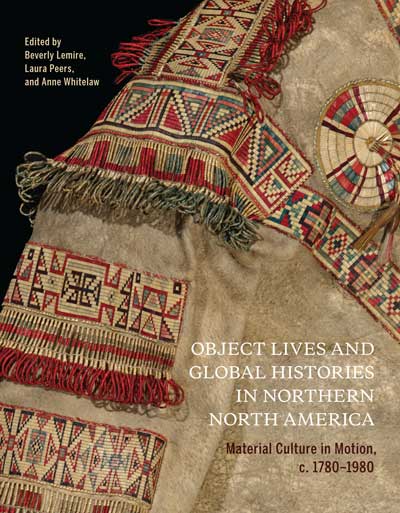 Edited by
Beverly Lemire,
Laura Peers,
and Anne Whitelaw
OBJECT LIVES AND
GLOBAL HISTORIES
IN NORTHERN
NORTH AMERICA
Material Culture in Motion,
c. 1780–1980